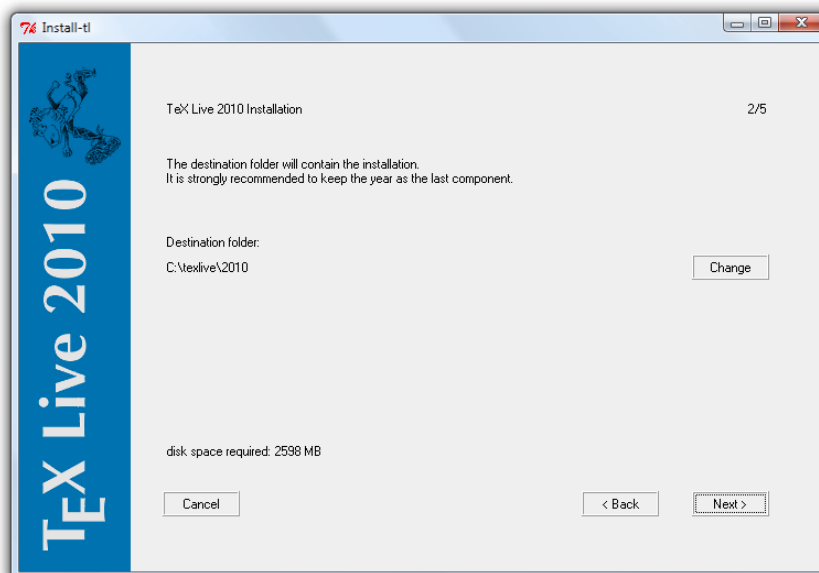 Install-tl
TeX Live 2010 Installation 2/5
The destination folder will contain the installation.
It is strongly recommended to keep the year as the last component.
Destination folder:
C:\texlive\2010 Change
disk space required: 2598 MB
Cancel < Back Next >
TEX Live 2010